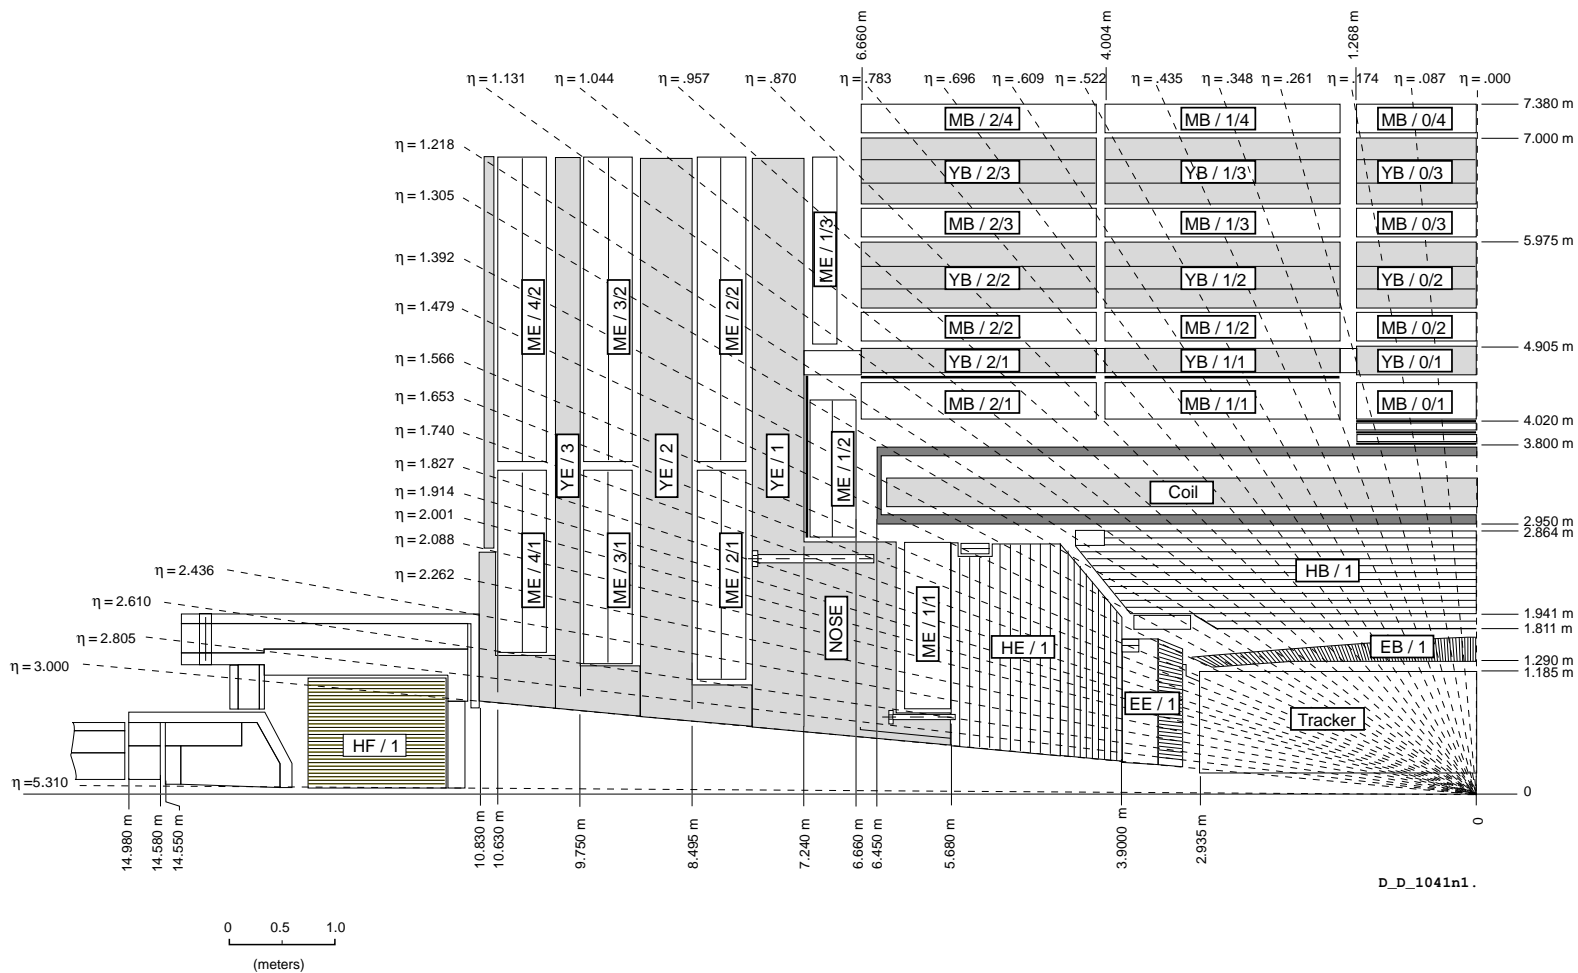 6.660 m
4.004 m
1.268 m
η = 1.131
η = 1.044
η = .957
η = .870
η = .783
η = .696
η = .609
η = .522
η = .435
η = .348
η = .261
η = .174
η = .087
η = .000
7.380 m
MB / 2/4
MB / 1/4
MB / 0/4
7.000 m
η = 1.218
YB / 2/3
YB / 1/3
YB / 0/3
η = 1.305
ME / 1/3
MB / 2/3
MB / 1/3
MB / 0/3
5.975 m
η = 1.392
YB / 2/2
YB / 1/2
YB / 0/2
η = 1.479
ME / 4/2
ME / 3/2
ME / 2/2
MB / 2/2
MB / 1/2
MB / 0/2
4.905 m
η = 1.566
YB / 2/1
YB / 1/1
YB / 0/1
η = 1.653
MB / 2/1
MB / 1/1
MB / 0/1
4.020 m
η = 1.740
3.800 m
η = 1.827
YE / 3
YE / 2
YE / 1
ME / 1/2
η = 1.914
Coil
η = 2.001
2.950 m
2.864 m
η = 2.088
η = 2.436
η = 2.262
ME / 4/1
ME / 3/1
ME / 2/1
HB / 1
η = 2.610
NOSE
ME / 1/1
1.941 m
1.811 m
η = 2.805
HE / 1
EB / 1
1.290 m
η = 3.000
1.185 m
EE / 1
Tracker
HF / 1
η =5.310
0
14.980 m
14.580 m
14.550 m
10.830 m
10.630 m
9.750 m
8.495 m
7.240 m
6.660 m
6.450 m
5.680 m
3.9000 m
2.935 m
0
D_D_1041n1.
0 0.5 1.0
(meters)